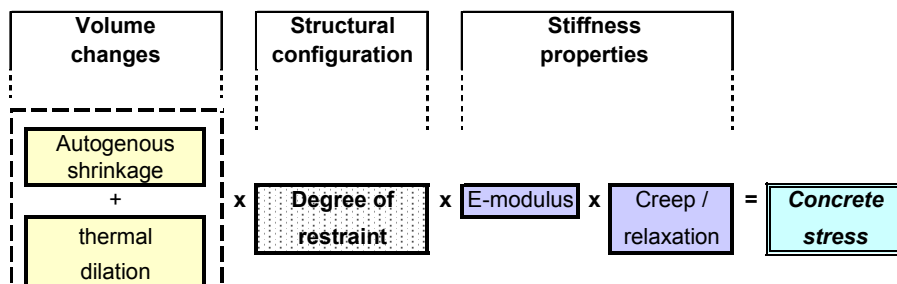 Volume
changes
Structural
configuration
Stiffness
properties
Autogenous
shrinkage
+
thermal
dilation
x
Degree of
restraint
x
E-modulus
x
Creep /
relaxation
=
Concrete
stress